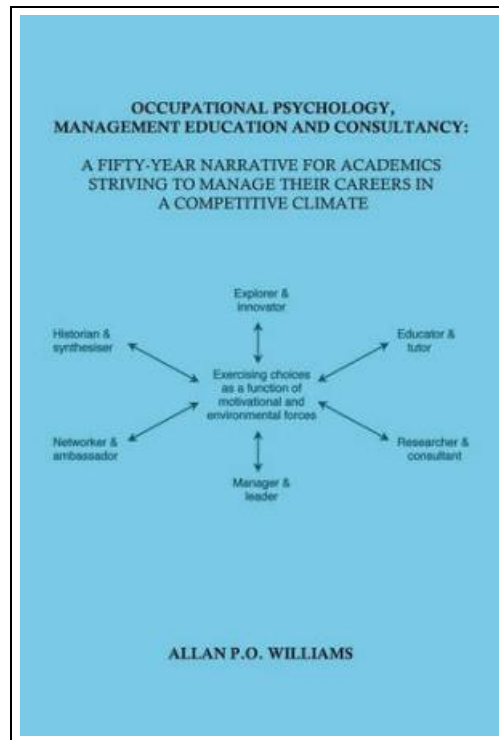 OCCUPATIONAL PSYCHOLOGY,
MANAGEMENT EDUCATION AND CONSULTANCY:
A FIFTY-YEAR NARRATIVE FOR ACADEMICS
STRIVING TO MANAGE THEIR CAREERS IN
A COMPETITIVE CLIMATE
Explorer &
innovator
Historian &
synthesiser
Educator &
tutor
Exercising choices
as a function of
motivational and
environmental forces
Networker &
ambassador
Researcher &
consultant
Manager &
leader
ALLAN P.O. WILLIAMS